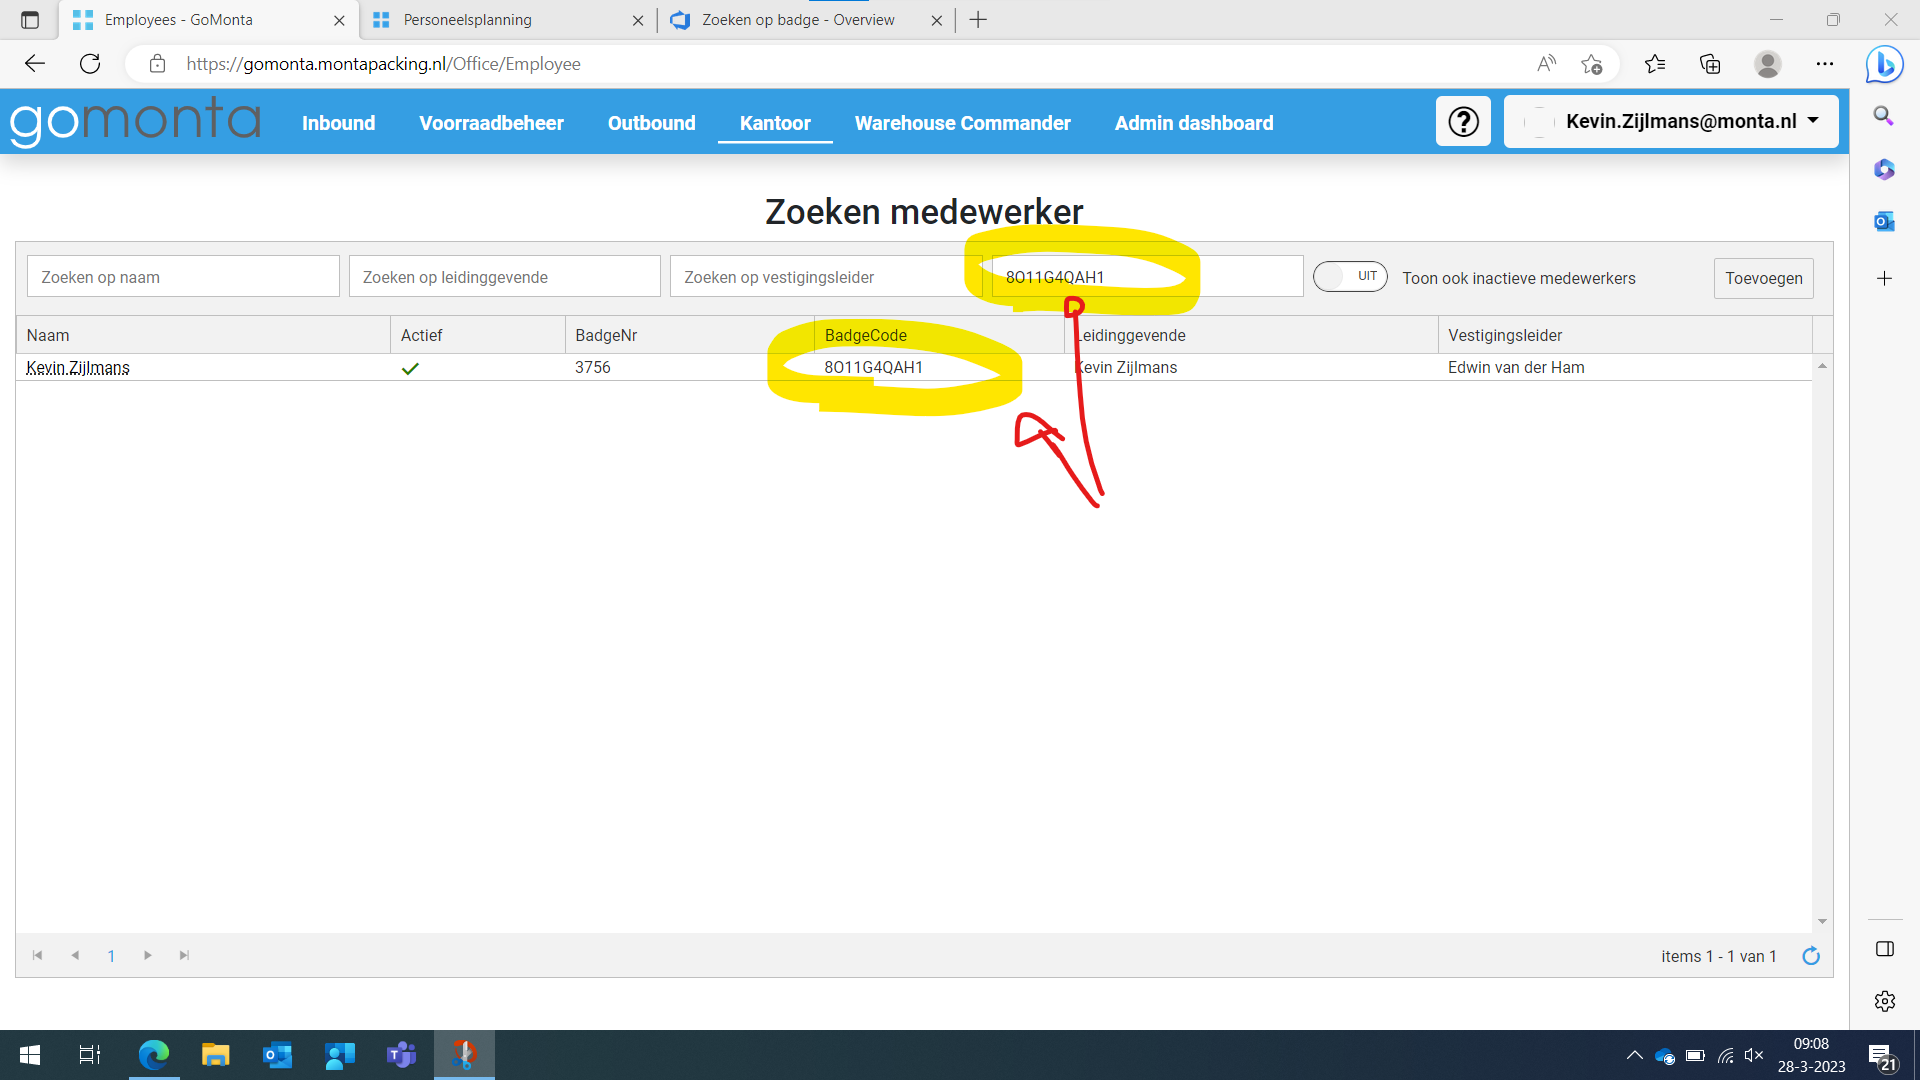 Employees - GoMonta
Personeelsplanning
Zoeken op badge - Overview
https://gomonta.montapacking.nl/Office/Employee
gomonta
Inbound
Voorraadbeheer
Outbound
Kantoor
Warehouse Commander
Admin dashboard
?
Kevin.Zijlmans@monta.nl
Zoeken medewerker
Zoeken op naam
Zoeken op leidinggevende
Zoeken op vestigingsleider
8O11G4QAH1
UIT
Toon ook inactieve medewerkers
Toevoegen
Naam
Actief
BadgeNr
BadgeCode
Leidinggevende
Vestigingsleider
Kevin Zijlmans
3756
8O11G4QAH1
Kevin Zijlmans
Edwin van der Ham
1
items 1 - 1 van 1
09:08
28-3-2023
21